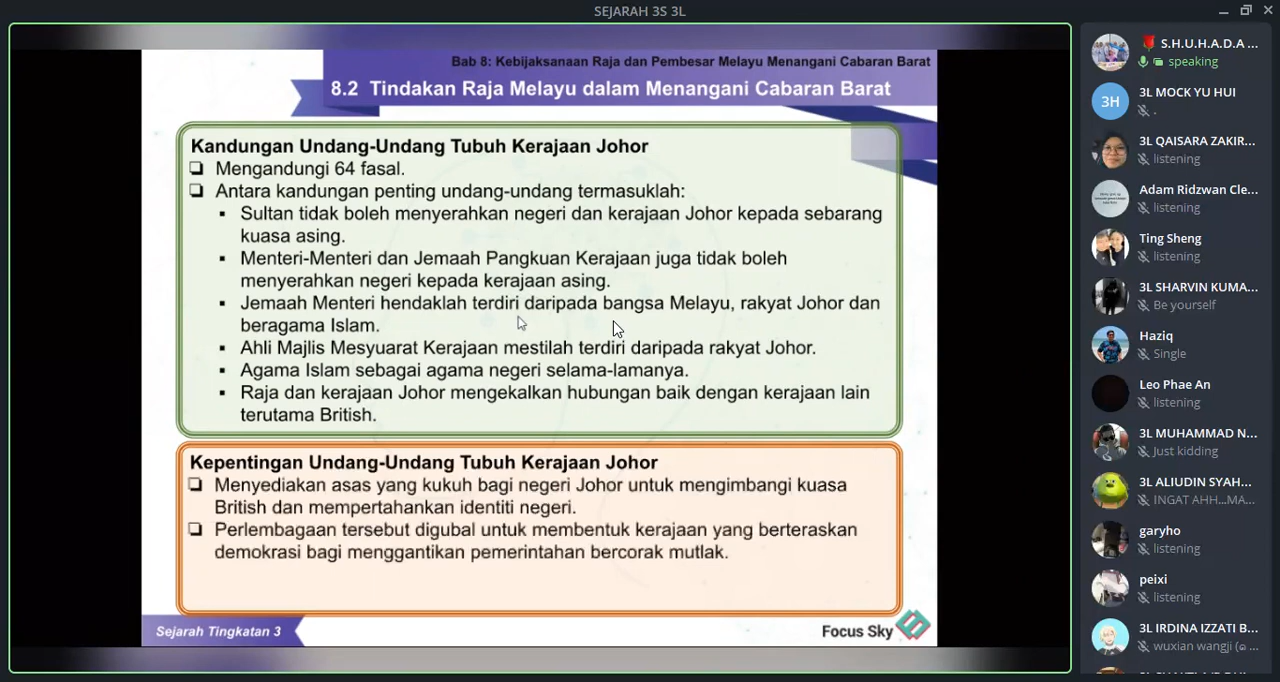 SEJARAH 3S 3L
Bab 8: Kebijaksanaan Raja dan Pembesar Melayu Menangani Cabaran Barat
8.2 Tindakan Raja Melayu dalam Menangani Cabaran Barat
Kandungan Undang-Undang Tubuh Kerajaan Johor
❑ Mengandungi 64 fasal.
❑ Antara kandungan penting undang-undang termasuklah:
▪ Sultan tidak boleh menyerahkan negeri dan kerajaan Johor kepada sebarang
kuasa asing.
▪ Menteri-Menteri dan Jemaah Pangkuan Kerajaan juga tidak boleh
menyerahkan negeri kepada kerajaan asing.
▪ Jemaah Menteri hendaklah terdiri daripada bangsa Melayu, rakyat Johor dan
beragama Islam.
▪ Ahli Majlis Mesyuarat Kerajaan mestilah terdiri daripada rakyat Johor.
▪ Agama Islam sebagai agama negeri selama-lamanya.
▪ Raja dan kerajaan Johor mengekalkan hubungan baik dengan kerajaan lain
terutama British.
Kepentingan Undang-Undang Tubuh Kerajaan Johor
❑ Menyediakan asas yang kukuh bagi negeri Johor untuk mengimbangi kuasa
British dan mempertahankan identiti negeri.
❑ Perlembagaan tersebut digubal untuk membentuk kerajaan yang berteraskan
demokrasi bagi menggantikan pemerintahan bercorak mutlak.
Sejarah Tingkatan 3
Focus Sky
🌹 S.H.U.H.A.D.A ...
speaking
3H
3L MOCK YU HUI
.
3L QAISARA ZAKIR...
listening
Adam Ridzwan Cle...
listening
Ting Sheng
listening
3L SHARVIN KUMA...
Be yourself
Haziq
Single
Leo Phae An
listening
3L MUHAMMAD N...
Just kidding
3L ALIUDIN SYAH...
INGAT AHH...MA...
garyho
listening
peixi
listening
3L IRDINA IZZATI B...
wuxian wangji